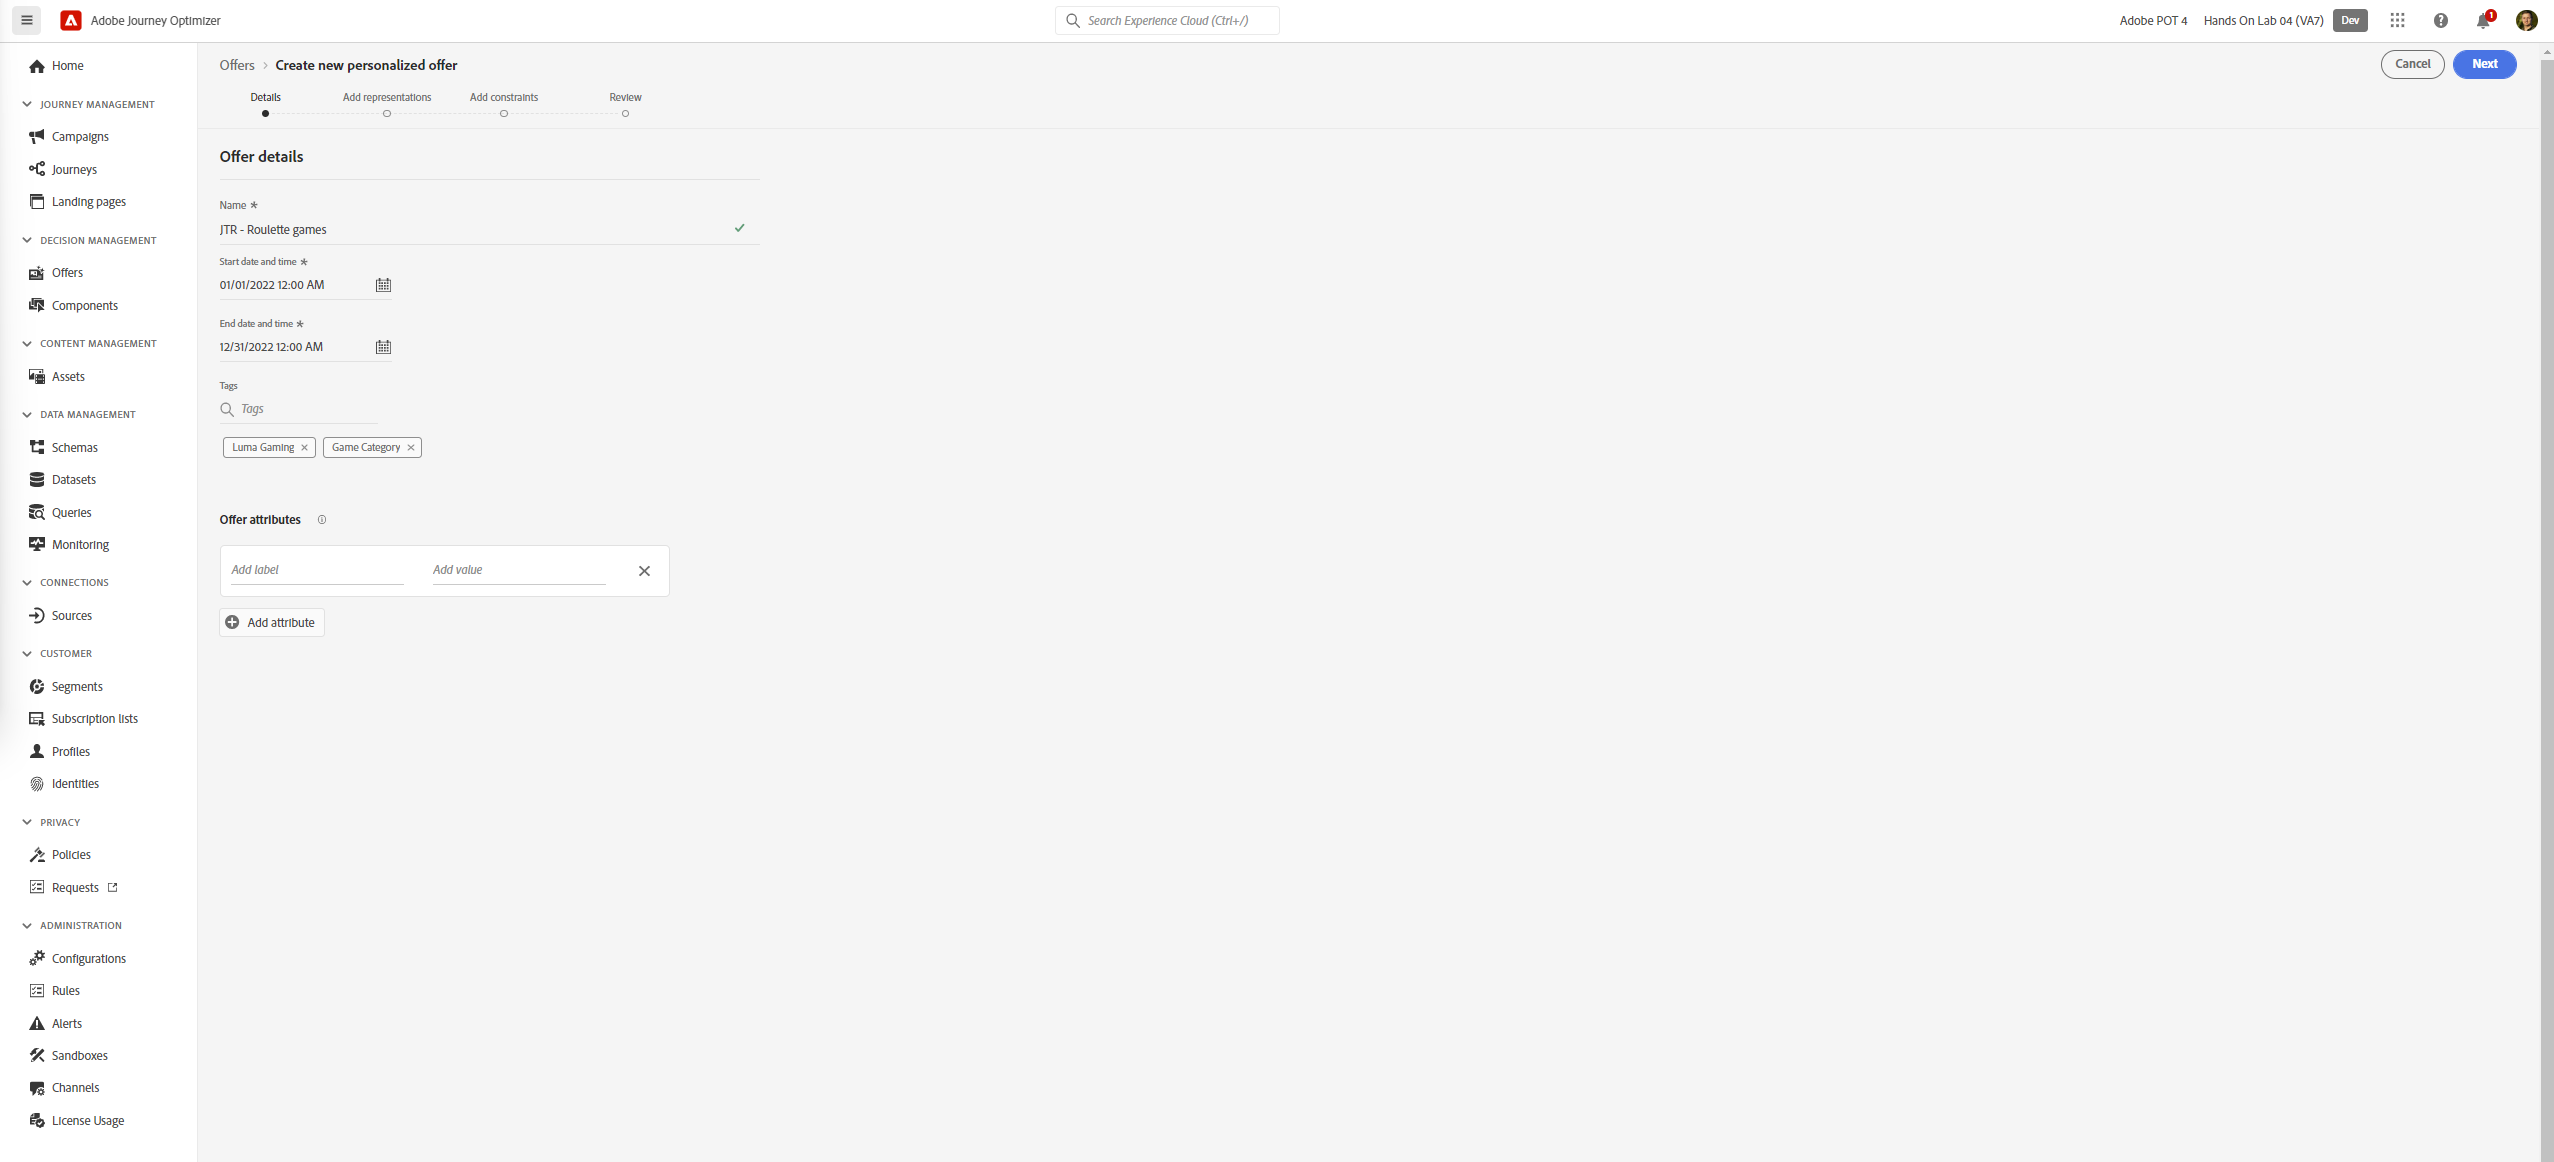 Adobe Journey Optimizer
Search Experience Cloud (Ctrl+/)
Adobe POT 4
Hands On Lab 04 (VA7)
Dev
1
Home
JOURNEY MANAGEMENT
Campaigns
Journeys
Landing pages
DECISION MANAGEMENT
Offers
Components
CONTENT MANAGEMENT
Assets
DATA MANAGEMENT
Schemas
Datasets
Queries
Monitoring
CONNECTIONS
Sources
CUSTOMER
Segments
Subscription lists
Profiles
Identities
PRIVACY
Policies
Requests
ADMINISTRATION
Configurations
Rules
Alerts
Sandboxes
Channels
License Usage
Offers > Create new personalized offer
Cancel
Next
Details
Add representations
Add constraints
Review
Offer details
Name *
JTR - Roulette games
Start date and time *
01/01/2022 12:00 AM
End date and time *
12/31/2022 12:00 AM
Tags
Tags
Luma Gaming
Game Category
Offer attributes
Add label
Add value
Add attribute